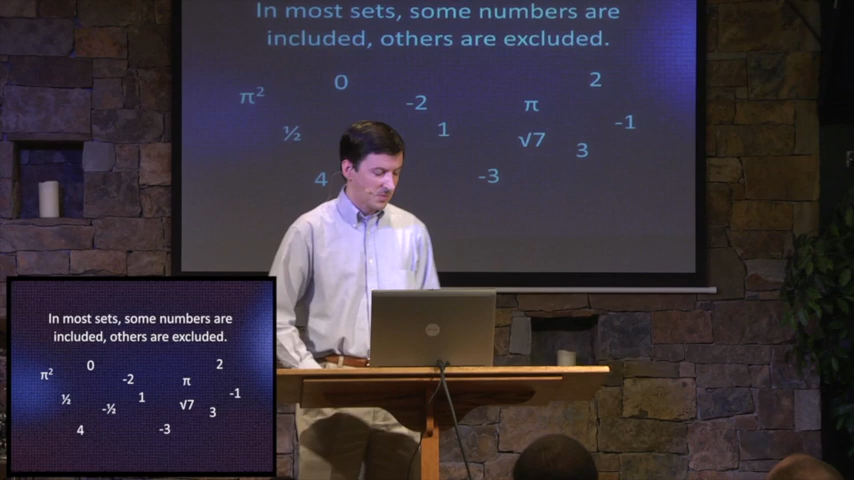 In most sets, some numbers are
included, others are excluded.
π² 0 -2 π 2
½ 1 √7 3 -1
4 -3
In most sets, some numbers are
included, others are excluded.
π² 0 -2 π 2
½ -½ 1 √7 3 -1
4 -3